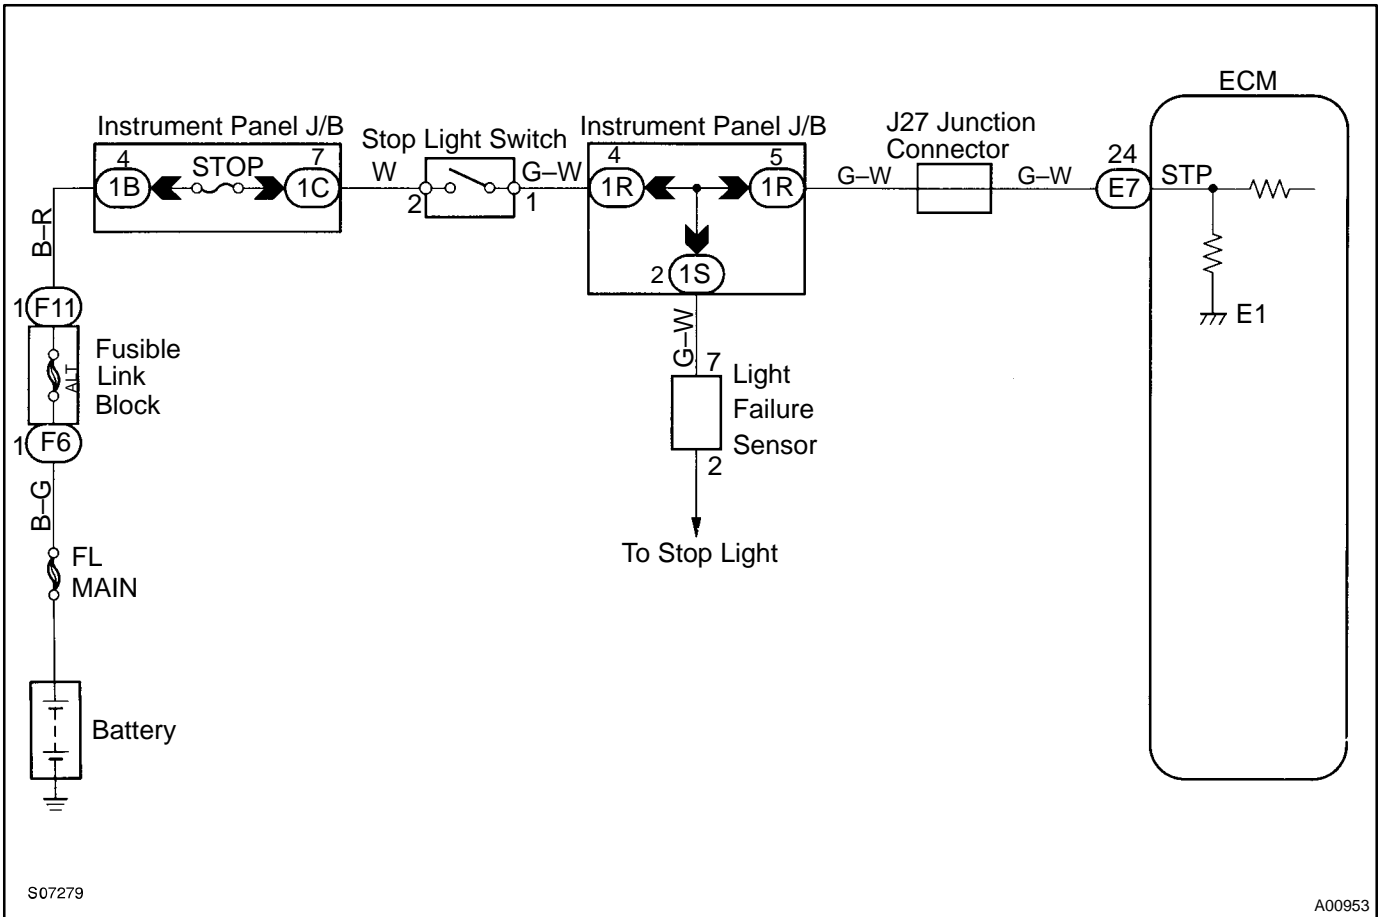 ECM
Instrument Panel J/B
Stop Light Switch
Instrument Panel J/B
J27 Junction
Connector
4
1B
STOP
7
1C
W
2
1
G–W
4
1R
5
1R
2
1S
G–W
G–W
24
E7
STP
E1
B–R
1
F11
ALT
Fusible
Link
Block
1
F6
B–G
FL
MAIN
Battery
G–W
7
Light
Failure
Sensor
2
To Stop Light
S07279
A00953